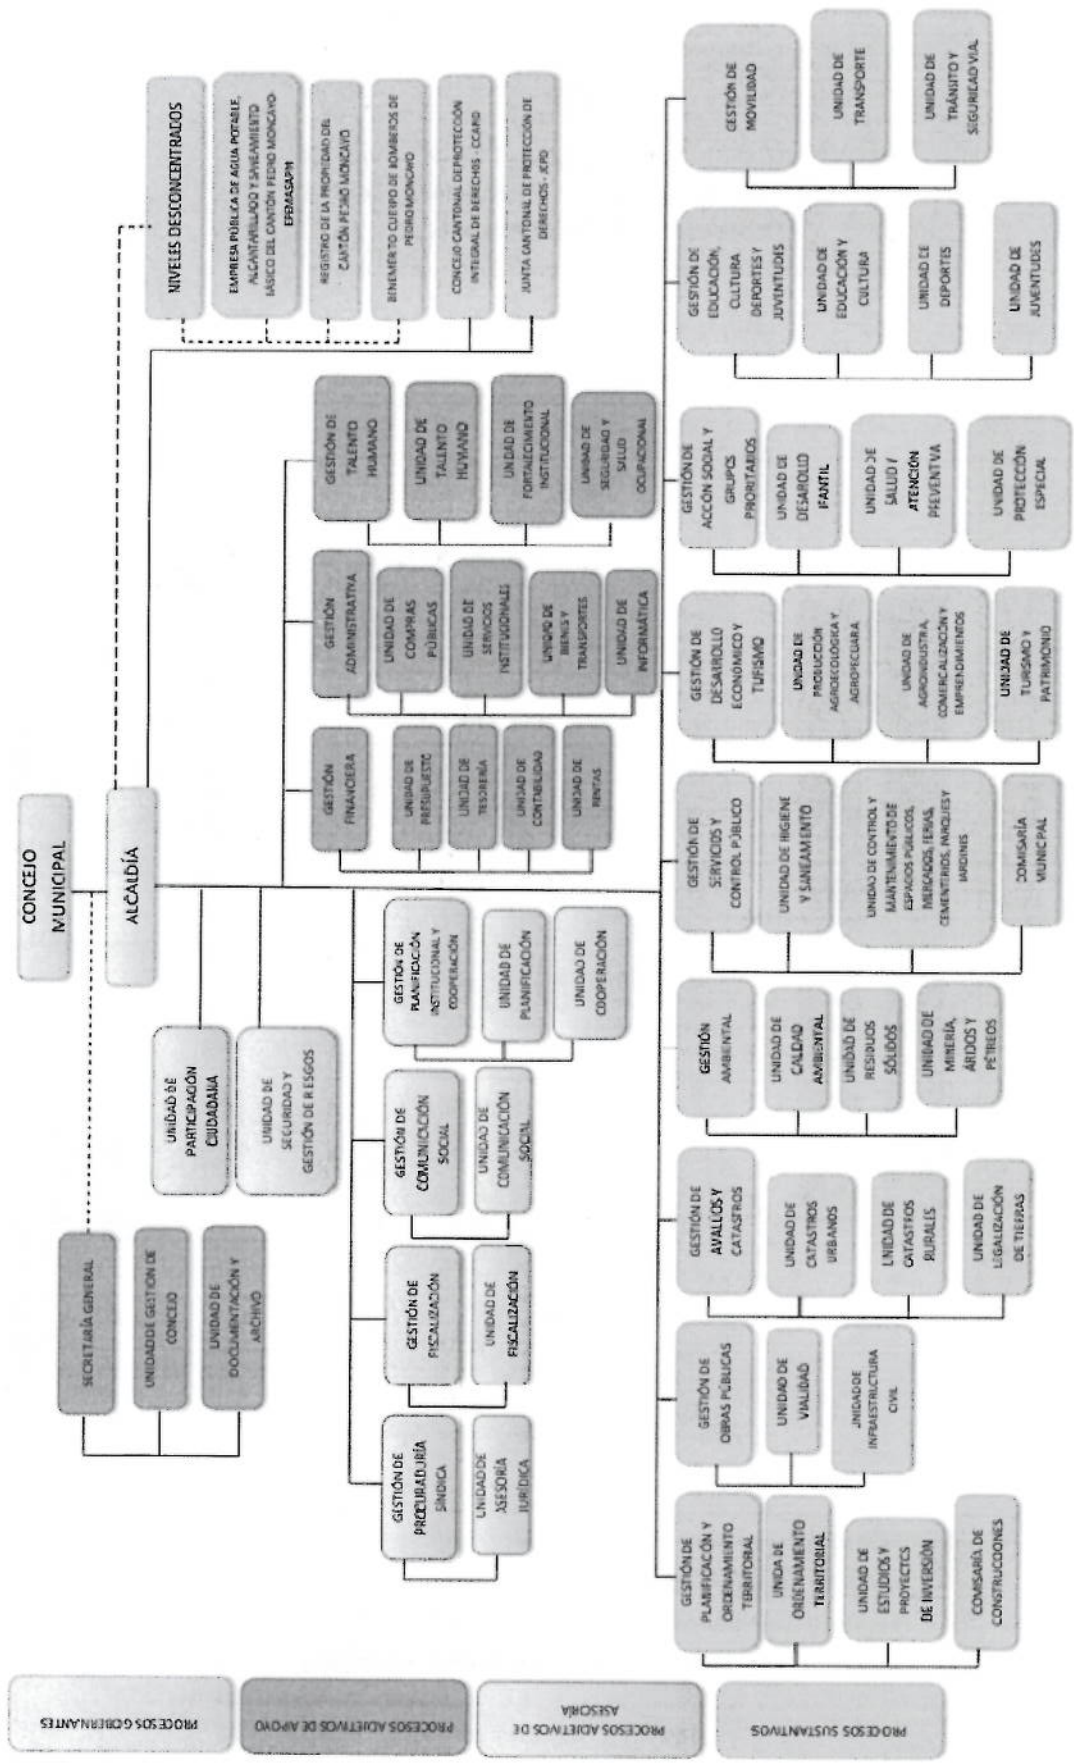 CONCEJO
MUNICIPAL
ALCALDÍA
SECRETARÍA GENERAL
UNIDAD DE GESTIÓN DE
CONCEJO
UNIDAD DE
DOCUMENTACIÓN Y
ARCHIVO
UNIDAD DE
PARTICIPACIÓN
CIUDADANA
UNIDAD DE
SEGURIDAD Y
GESTIÓN DE RIESGOS
NIVELES DESCONCENTRADOS
EMPRESA PÚBLICA DE AGUA POTABLE,
ALCANTARILLADO Y SANEAMIENTO
BÁSICO DEL CANTÓN PEDRO MONCAYO-
EPEMASAPM
REGISTRO DE LA PROPIEDAD DEL
CANTÓN PEDRO MONCAYO
BENEMERITO CUERPO DE BOMBEROS DE
PEDRO MONCAYO
CONCEJO CANTONAL DE PROTECCIÓN
INTEGRAL DE DERECHOS - CCAPID
JUNTA CANTONAL DE PROTECCIÓN DE
DERECHOS - JCPD
GESTIÓN DE
PROCURADURÍA
SÍNDICA
UNIDAD DE
ASESORÍA
JURÍDICA
GESTIÓN DE
FISCALIZACIÓN
UNIDAD DE
FISCALIZACIÓN
GESTIÓN DE
COMUNICACIÓN
SOCIAL
UNIDAD DE
COMUNICACIÓN
SOCIAL
GESTIÓN DE
PLANIFICACIÓN
INSTITUCIONAL Y
COOPERACIÓN
UNIDAD DE
PLANIFICACIÓN
UNIDAD DE
COOPERACIÓN
GESTIÓN
FINANCIERA
UNIDAD DE
PRESUPUESTO
UNIDAD DE
TESORERÍA
UNIDAD DE
CONTABILIDAD
UNIDAD DE
RENTAS
GESTIÓN
ADMINISTRATIVA
UNIDAD DE
COMPRAS
PÚBLICAS
UNIDAD DE
SERVICIOS
INSTITUCIONALES
UNIDAD DE
BIENES Y
TRANSPORTES
UNIDAD DE
INFORMÁTICA
GESTIÓN DE
TALENTO
HUMANO
UNIDAD DE
TALENTO
HUMANO
UNIDAD DE
FORTALECIMIENTO
INSTITUCIONAL
UNIDAD DE
SEGURIDAD Y
SALUD
OCUPACIONAL
GESTIÓN DE
PLANIFICACÓN Y
ORDENAMIENTO
TERRITORIAL
UNIDA DE
ORDENAMIENTO
TERRITORIAL
UNIDAD DE
ESTUDIOS Y
PROYECTOS
DE INVERSIÓN
COMISARÍA DE
CONSTRUCCIONES
GESTIÓN DE
OBRAS PÚBLICAS
UNIDAD DE
VIALIDAD
UNIDAD DE
INFRAESTRUCTURA
CIVIL
GESTIÓN DE
AVALÚOS Y
CATASTROS
UNIDAD DE
CATASTROS
URBANOS
UNIDAD DE
CATASTROS
RURALES
UNIDAD DE
LEGALIZACIÓN
DE TIERRAS
GESTIÓN
AMBIENTAL
UNIDAD DE
CALIDAD
AMBIENTAL
UNIDAD DE
RESIDUOS
SÓLIDOS
UNIDAD DE
MINERÍA,
ÁRIDOS Y
PÉTREOS
GESTIÓN DE
SERVICIOS Y
CONTROL PÚBLICO
UNIDAD DE HIGIENE
Y SANEAMENTO
UNIDAD DE CONTROL Y
MANTENIMIENTO DE
ESPACIOS PÚBLICOS,
MERCADOS, FERIAS,
CEMENTERIOS, PARQUES Y
JARDINES
COMISARÍA
MUNICIPAL
GESTIÓN DE
DESARROLLO
ECONÓMICO Y
TURISMO
UNIDAD DE
PRODUCCIÓN
AGROECOLÓGICA Y
AGROPECUARA
UNIDAD DE
AGROINDUSTRA,
COMERCALIZACIÓN Y
EMPRENDIMIENTOS
UNIDAD DE
TURISMO Y
PATRIMONIO
GESTIÓN DE
ACCÓN SOCIAL Y
GRUPOS
PRIORITARIOS
UNIDAD DE
DESARROLLO
IFANTIL
UNIDAD DE
SALUD /
ATENCIÓN
PREVENTIVA
UNIDAD DE
PROTECCÓN
ESPECIAL
GESTIÓN DE
EDUCACIÓN,
CULTURA
DEPORTES Y
JUVENTUDES
UNIDAD DE
EDUCACIÓN Y
CULTURA
UNIDAD DE
DEPORTES
UNIDAD DE
JUVENTUDES
GESTIÓN DE
MOVILIDAD
UNIDAD DE
TRANSPORTE
UNIDAD DE
TRÁNSITO Y
SEGURIDAD VIAL
PROCESOS GOBERNANTES
PROCESOS ADJETIVOS DE APOYO
PROCESOS ADJETIVOS DE
ASESORÍA
PROCESOS SUSTANTIVOS